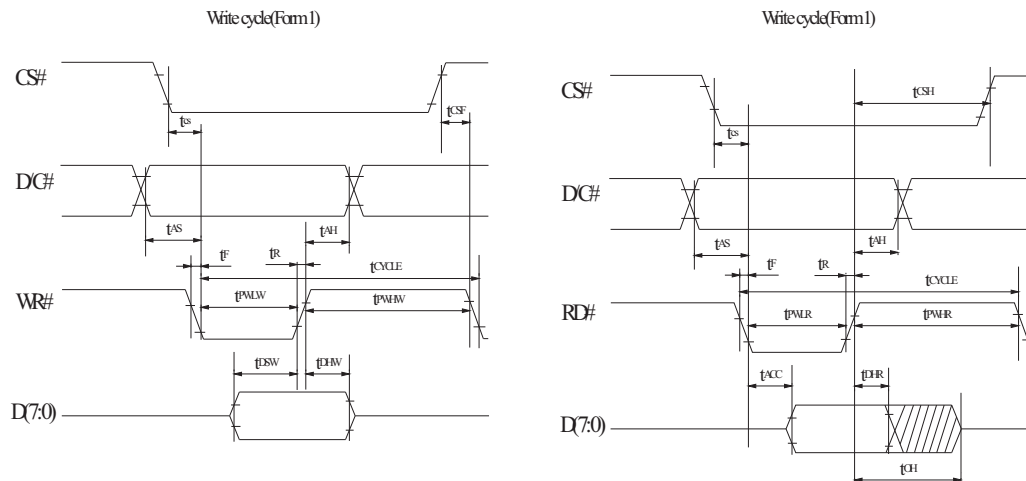 Write cycle(Form1)
CS#
tcs
tCSF
D/C#
tAS
tAH
tF
tR
tCYCLE
WR#
tPWLW
tPWHW
tDSW
tDHW
D(7:0)
Write cycle(Form1)
CS#
tCSH
tcs
D/C#
tAS
tAH
tF
tR
tCYCLE
RD#
tPWLR
tPWHR
tACC
tDHR
D(7:0)
tOH